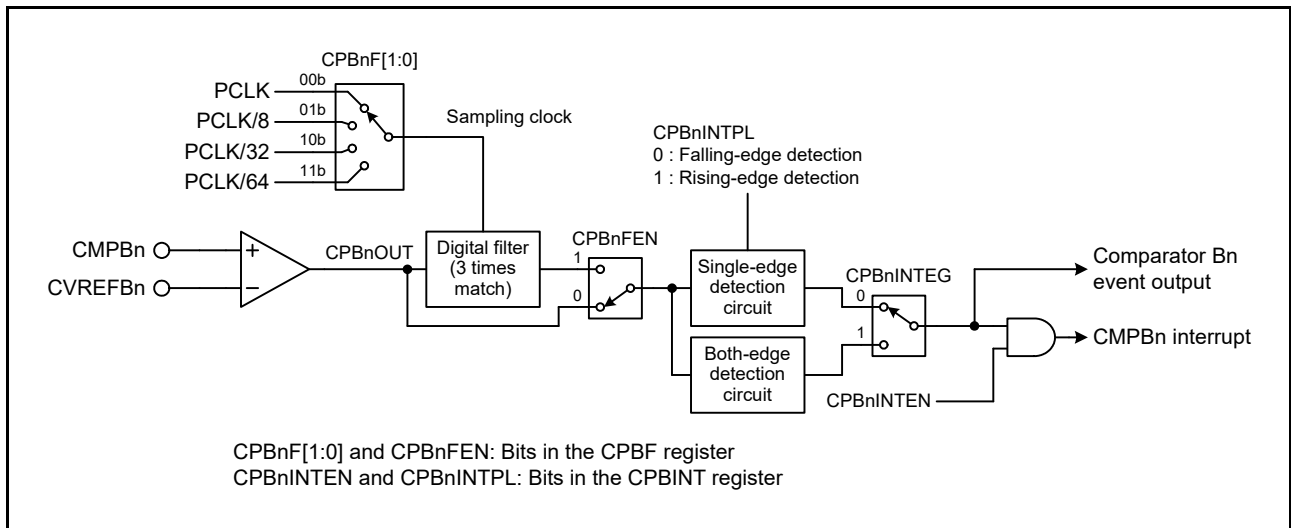 CPBnF[1:0]
PCLK
00b
PCLK/8
01b
PCLK/32
10b
PCLK/64
11b
Sampling clock
CPBnINTPL
0 : Falling-edge detection
1 : Rising-edge detection
CMPBn
CVREFBn
+
−
CPBnOUT
Digital filter
(3 times
match)
CPBnFEN
1
0
Single-edge
detection
circuit
Both-edge
detection
circuit
CPBnINTEG
0
1
CPBnINTEN
Comparator Bn
event output
CMPBn interrupt
CPBnF[1:0] and CPBnFEN: Bits in the CPBF register
CPBnINTEN and CPBnINTPL: Bits in the CPBINT register